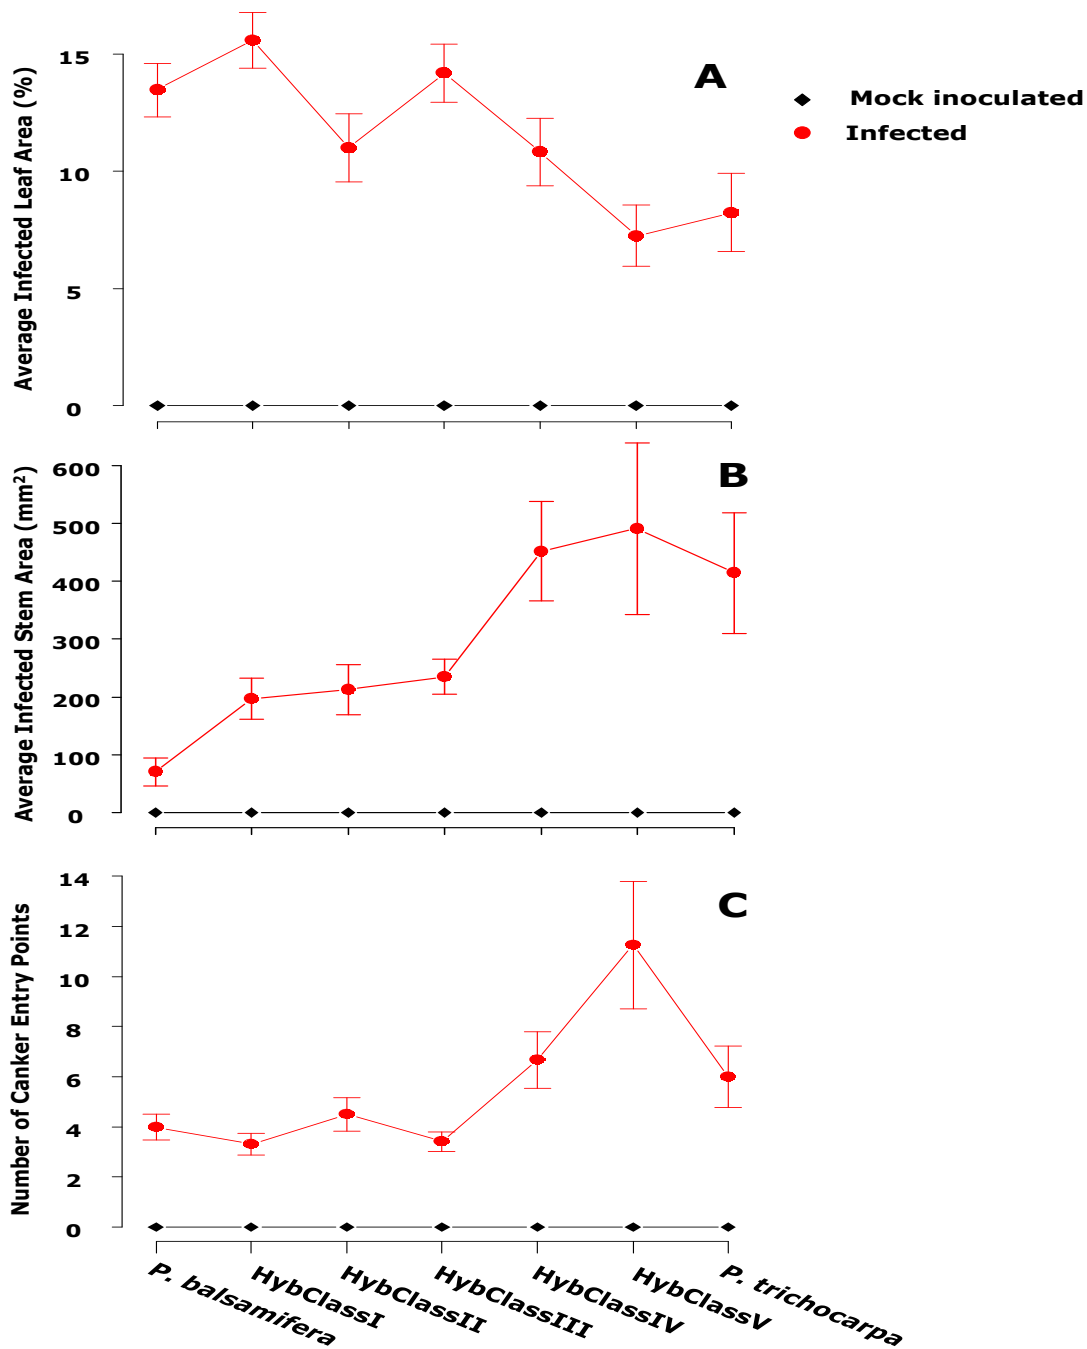 A
Mock inoculated
Infected
Average Infected Leaf Area (%)
15
10
5
0
B
Average Infected Stem Area (mm²)
600
500
400
300
200
100
0
C
Number of Canker Entry Points
14
12
10
8
6
4
2
0
P. balsamifera
HybClassI
HybClassII
HybClassIII
HybClassIV
HybClassV
P. trichocarpa